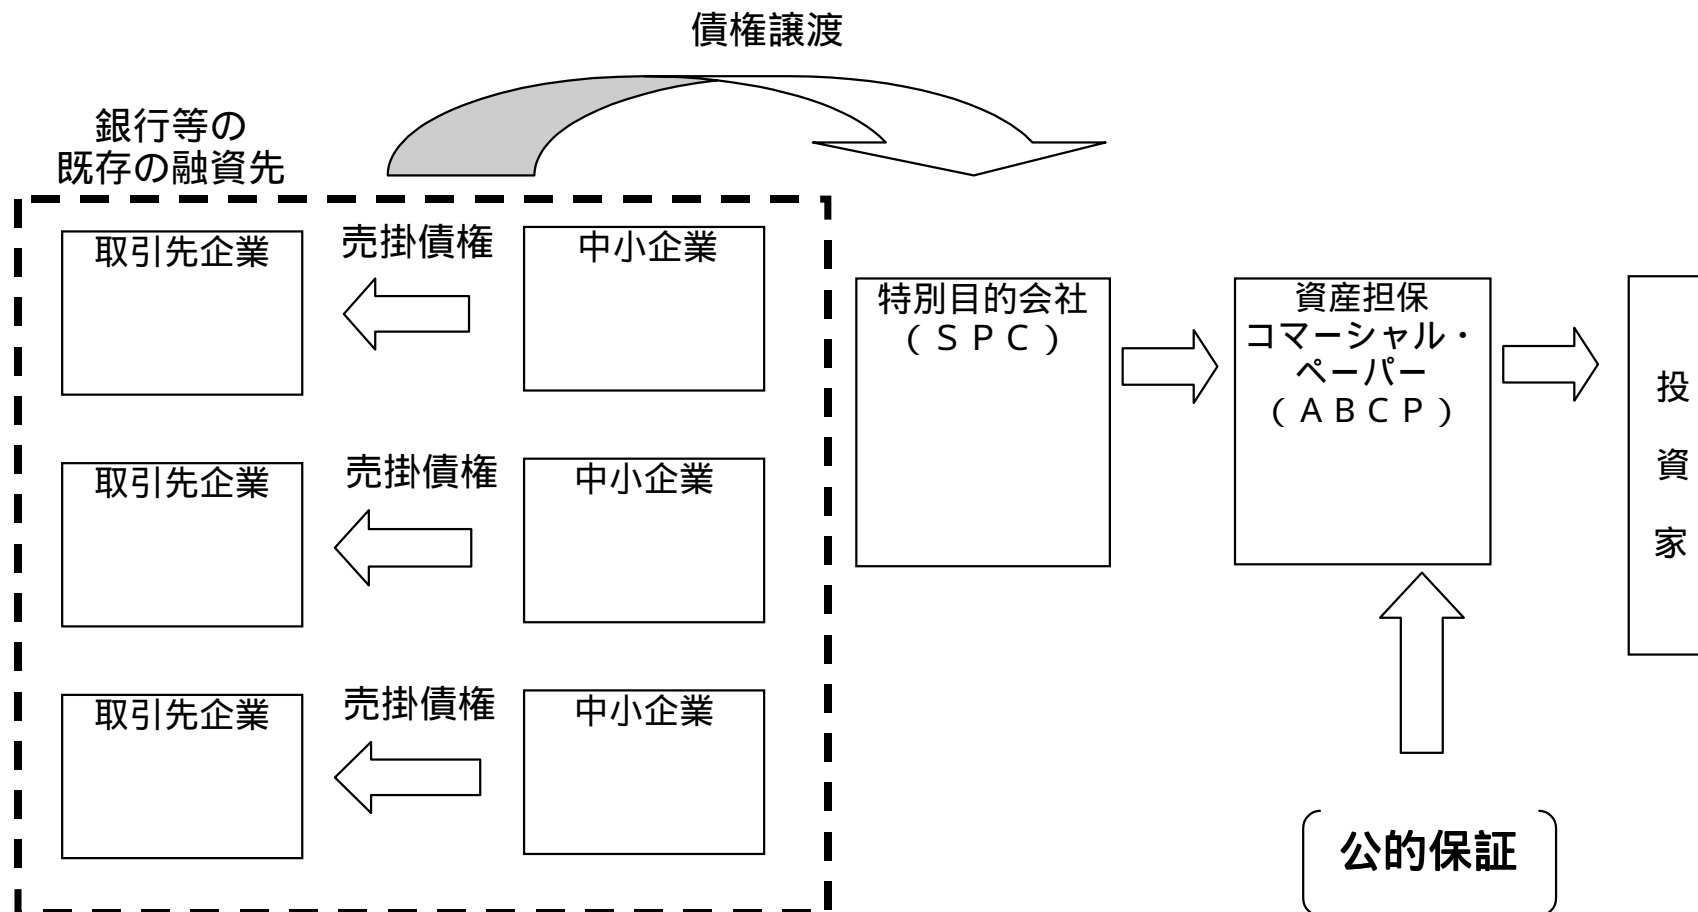 債権譲渡
銀行等の
既存の融資先
取引先企業
売掛債権
中小企業
取引先企業
売掛債権
中小企業
取引先企業
売掛債権
中小企業
特別目的会社
（ＳＰＣ）
資産担保
コマーシャル・
ペーパー
（ＡＢＣＰ）
投
資
家
公的保証